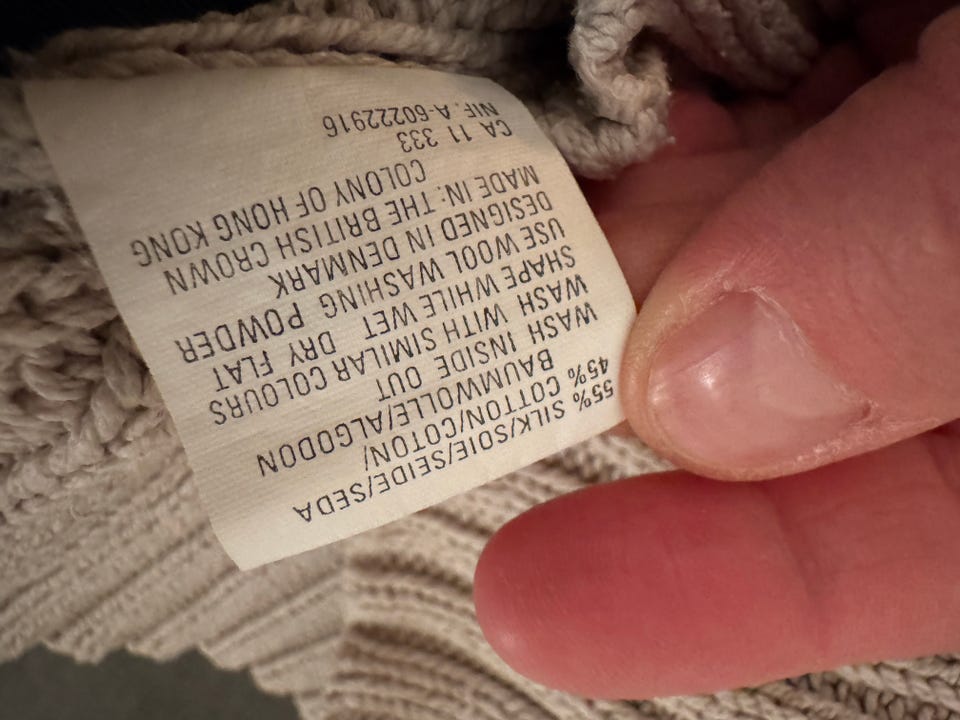 55% SILK/SOIE/SEIDE/SEDA
45% COTTON/COTON/
BAUMWOLLE/ALGODON
WASH INSIDE OUT
WASH WITH SIMILAR COLOURS
SHAPE WHILE WET DRY FLAT
USE WOOL WASHING POWDER
DESIGNED IN DENMARK
MADE IN: THE BRITISH CROWN
COLONY OF HONG KONG
CA 11 333
NIF. A-60222916